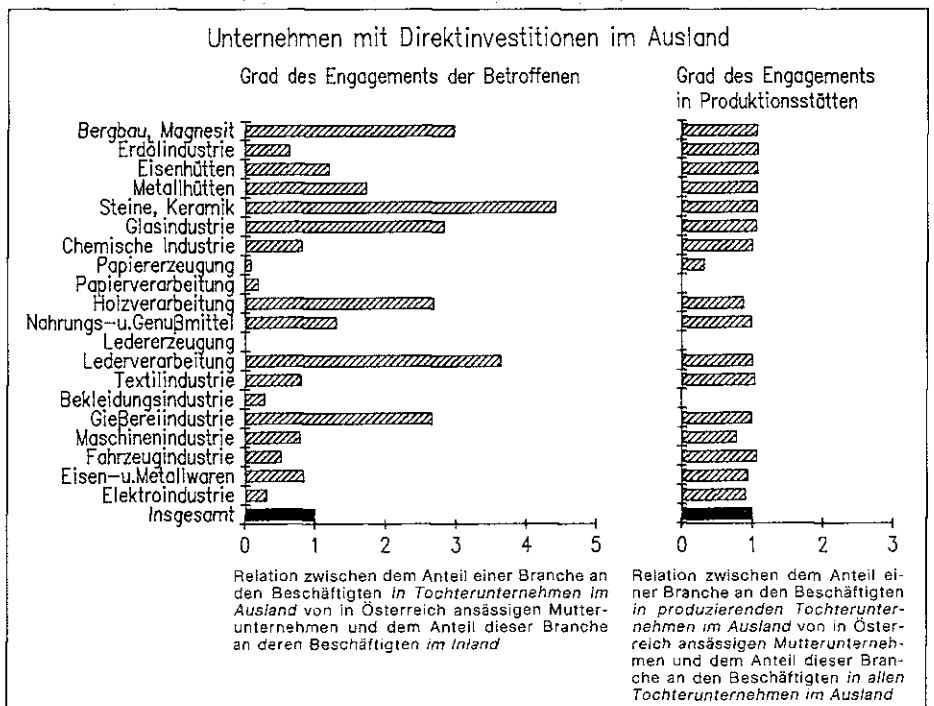 Unternehmen mit Direktinvestitionen im Ausland
Grad des Engagements der Betroffenen
Grad des Engagements
in Produktionsstätten
Bergbau, Magnesit
Erdölindustrie
Eisenhütten
Metallhütten
Steine, Keramik
Glasindustrie
Chemische Industrie
Papiererzeugung
Papierverarbeitung
Holzverarbeitung
Nahrungs-u.Genußmittel
Ledererzeugung
Lederverarbeitung
Textilindustrie
Bekleidungsindustrie
Gießereiindustrie
Maschinenindustrie
Fahrzeugindustrie
Eisen-u.Metallwaren
Elektroindustrie
Insgesamt
0 1 2 3 4 5
0 1 2 3
Relation zwischen dem Anteil einer Branche an
den Beschäftigten in Tochterunternehmen im
Ausland von in Österreich ansässigen Mutter-
unternehmen und dem Anteil dieser Branche
an deren Beschäftigten im Inland
Relation zwischen dem Anteil ei-
ner Branche an den Beschäftigten
in produzierenden Tochterunter-
nehmen im Ausland von in Öster-
reich ansässigen Mutterunterneh-
men und dem Anteil dieser Bran-
che an den Beschäftigten in allen
Tochterunternehmen im Ausland